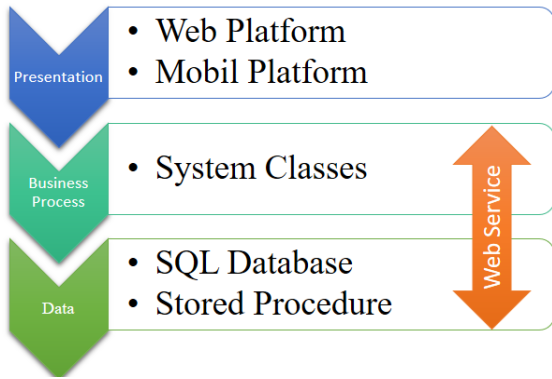 Presentation
• Web Platform
• Mobil Platform
Business
Process
• System Classes
Data
• SQL Database
• Stored Procedure
Web Service